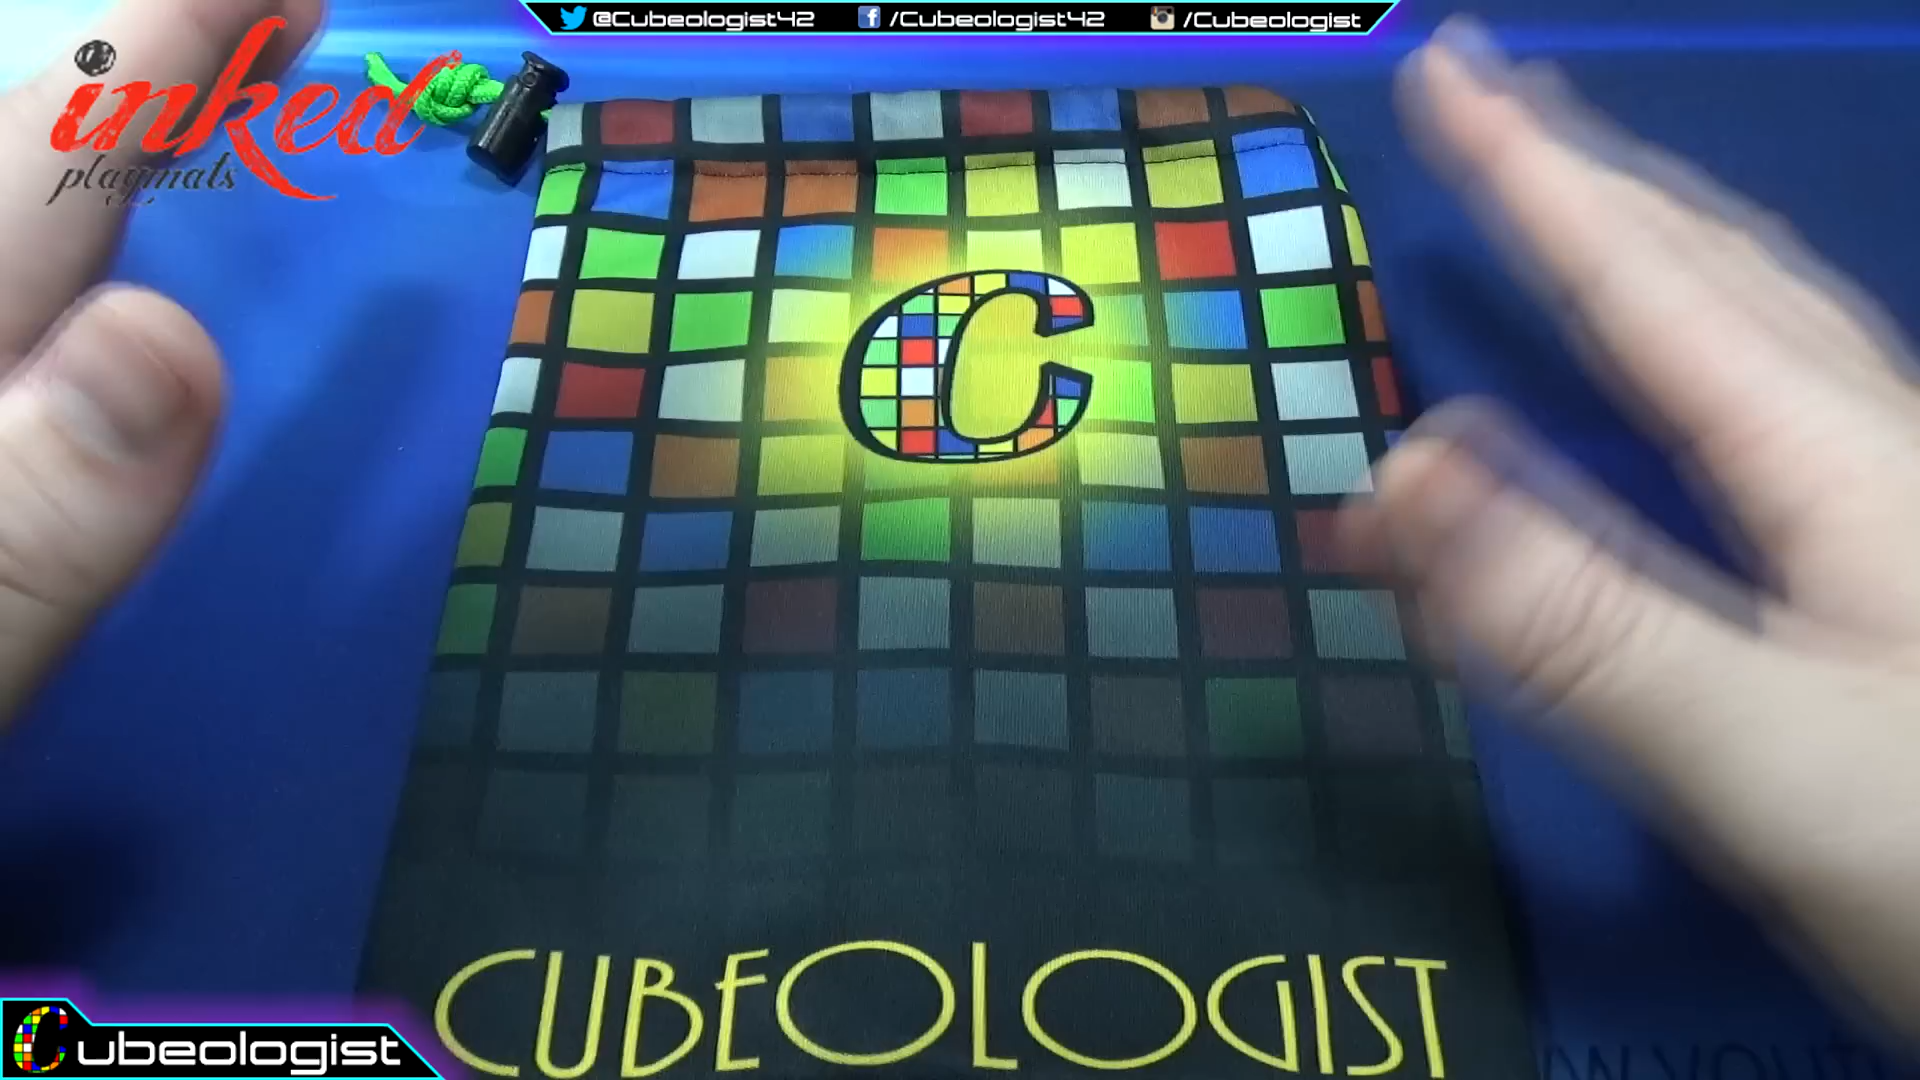 @Cubeologist42 /Cubeologist42 /Cubeologist
inked
playmats
C
CUBEOLOGIST
Cubeologist